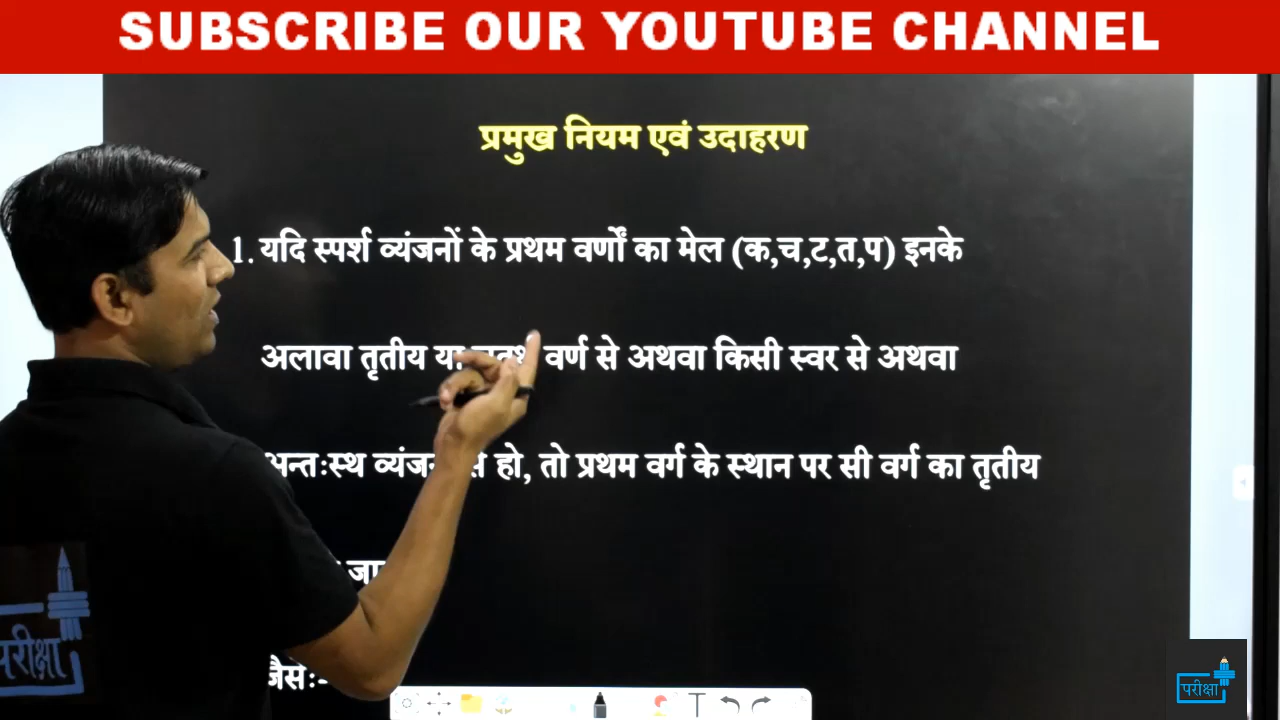 SUBSCRIBE OUR YOUTUBE CHANNEL
प्रमुख नियम एवं उदाहरण
1. यदि स्पर्श व्यंजनों के प्रथम वर्णों का मेल (क,च,ट,त,प) इनके
अलावा तृतीय वर्ण से अथवा किसी स्वर से अथवा
अन्तःस्थ हो, तो प्रथम वर्ग के स्थान पर सी वर्ग का तृतीय
जैसेः-
परीक्षा
परीक्षा